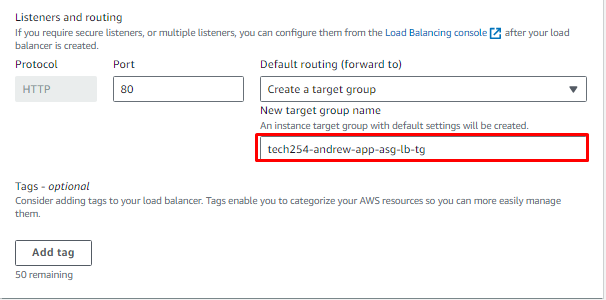 Listeners and routing
If you require secure listeners, or multiple listeners, you can configure them from the Load Balancing console after your load
balancer is created.
Protocol Port Default routing (forward to)
HTTP 80 Create a target group
New target group name
An instance target group with default settings will be created.
tech254-andrew-app-asg-lb-tg
Tags - optional
Consider adding tags to your load balancer. Tags enable you to categorize your AWS resources so you can more easily manage
them.
Add tag
50 remaining